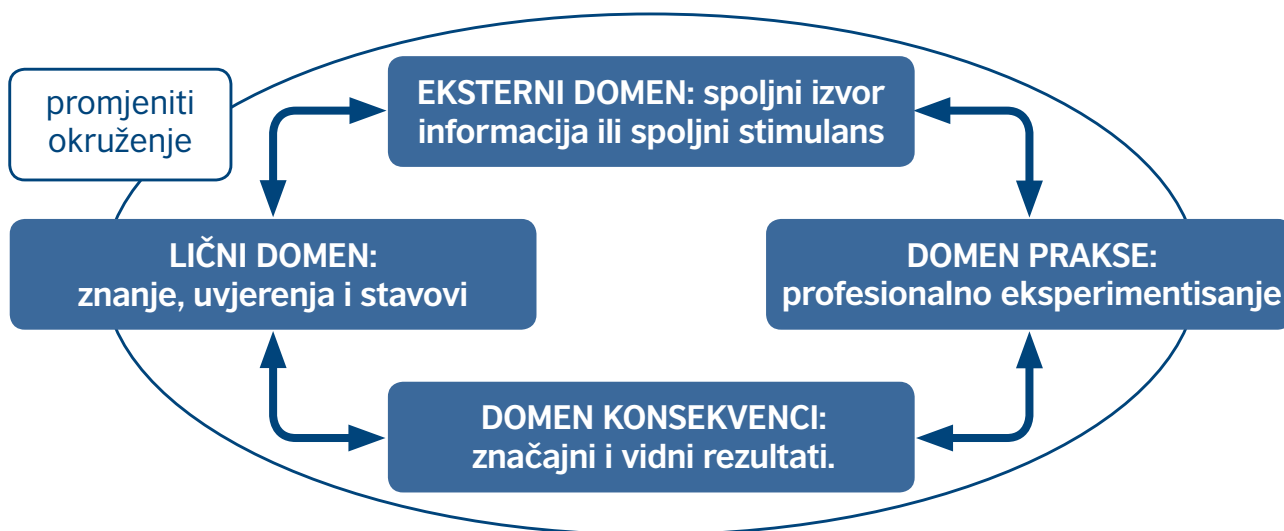 promjeniti
okruženje
EKSTERNI DOMEN: spoljni izvor
informacija ili spoljni stimulans
LIČNI DOMEN:
znanje, uvjerenja i stavovi
DOMEN PRAKSE:
profesionalno eksperimentisanje
DOMEN KONSEKVENCI:
značajni i vidni rezultati.